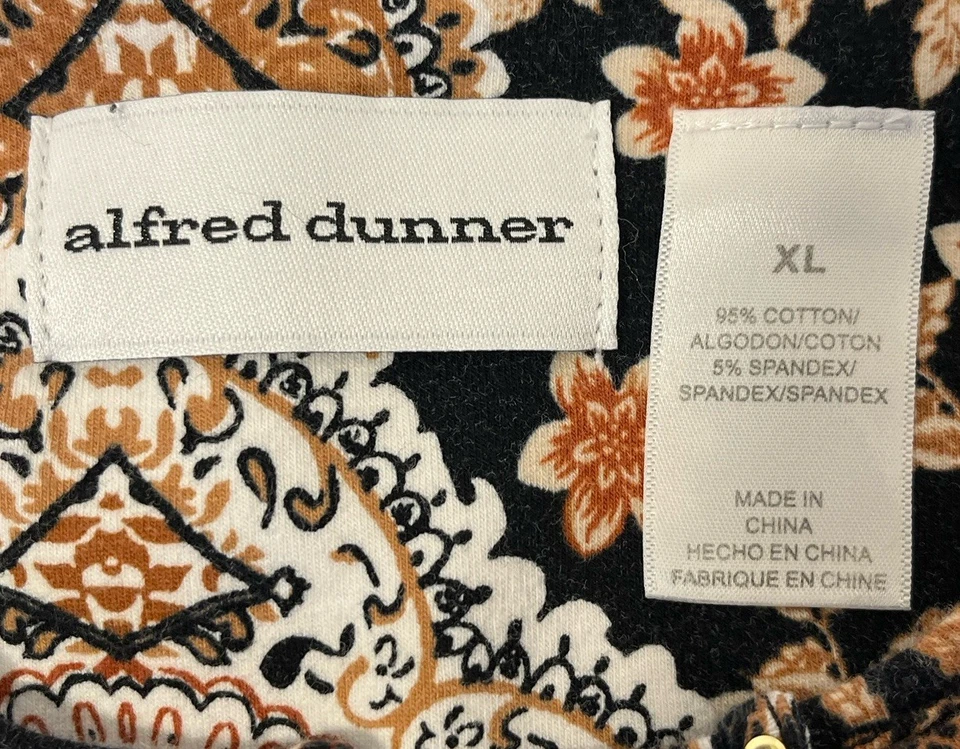 alfred dunner
XL
95% COTTON/
ALGODON/COTON
5% SPANDEX/
SPANDEX/SPANDEX
MADE IN
CHINA
HECHO EN CHINA
FABRIQUE EN CHINE